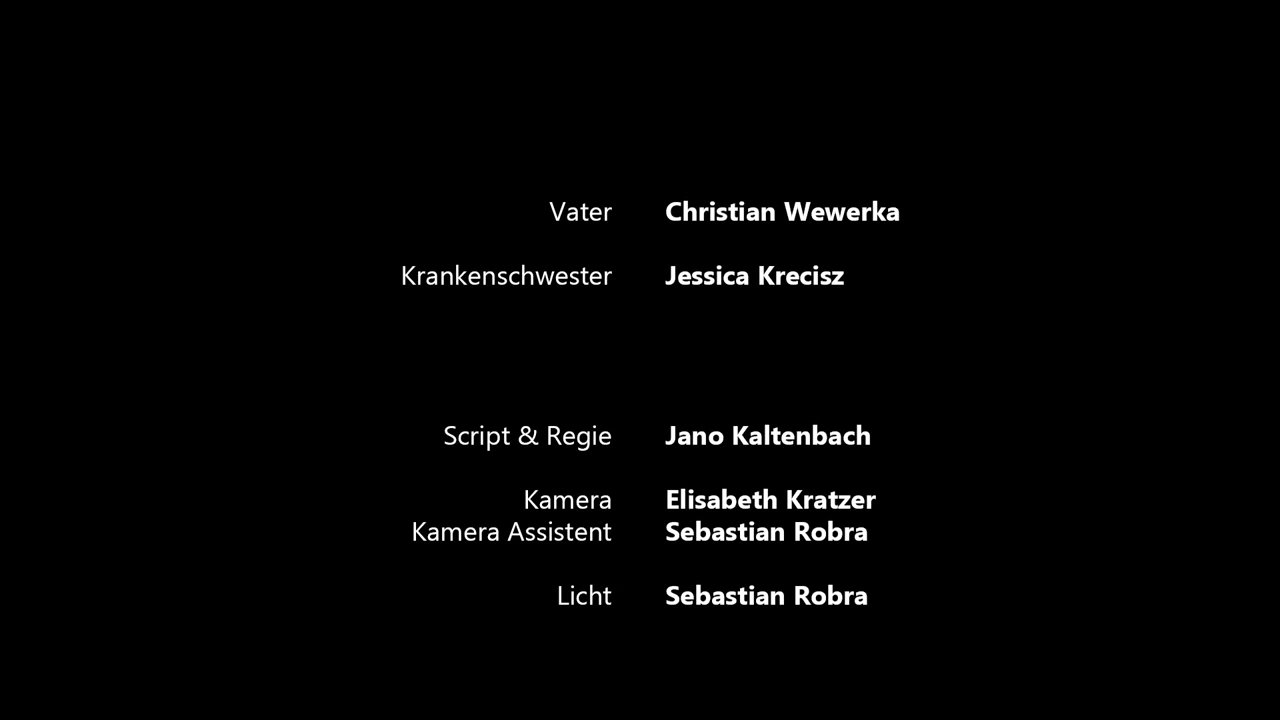 Vater Christian Wewerka
Krankenschwester Jessica Krecisz
Script & Regie Jano Kaltenbach
Kamera Elisabeth Kratzer
Kamera Assistent Sebastian Robra
Licht Sebastian Robra